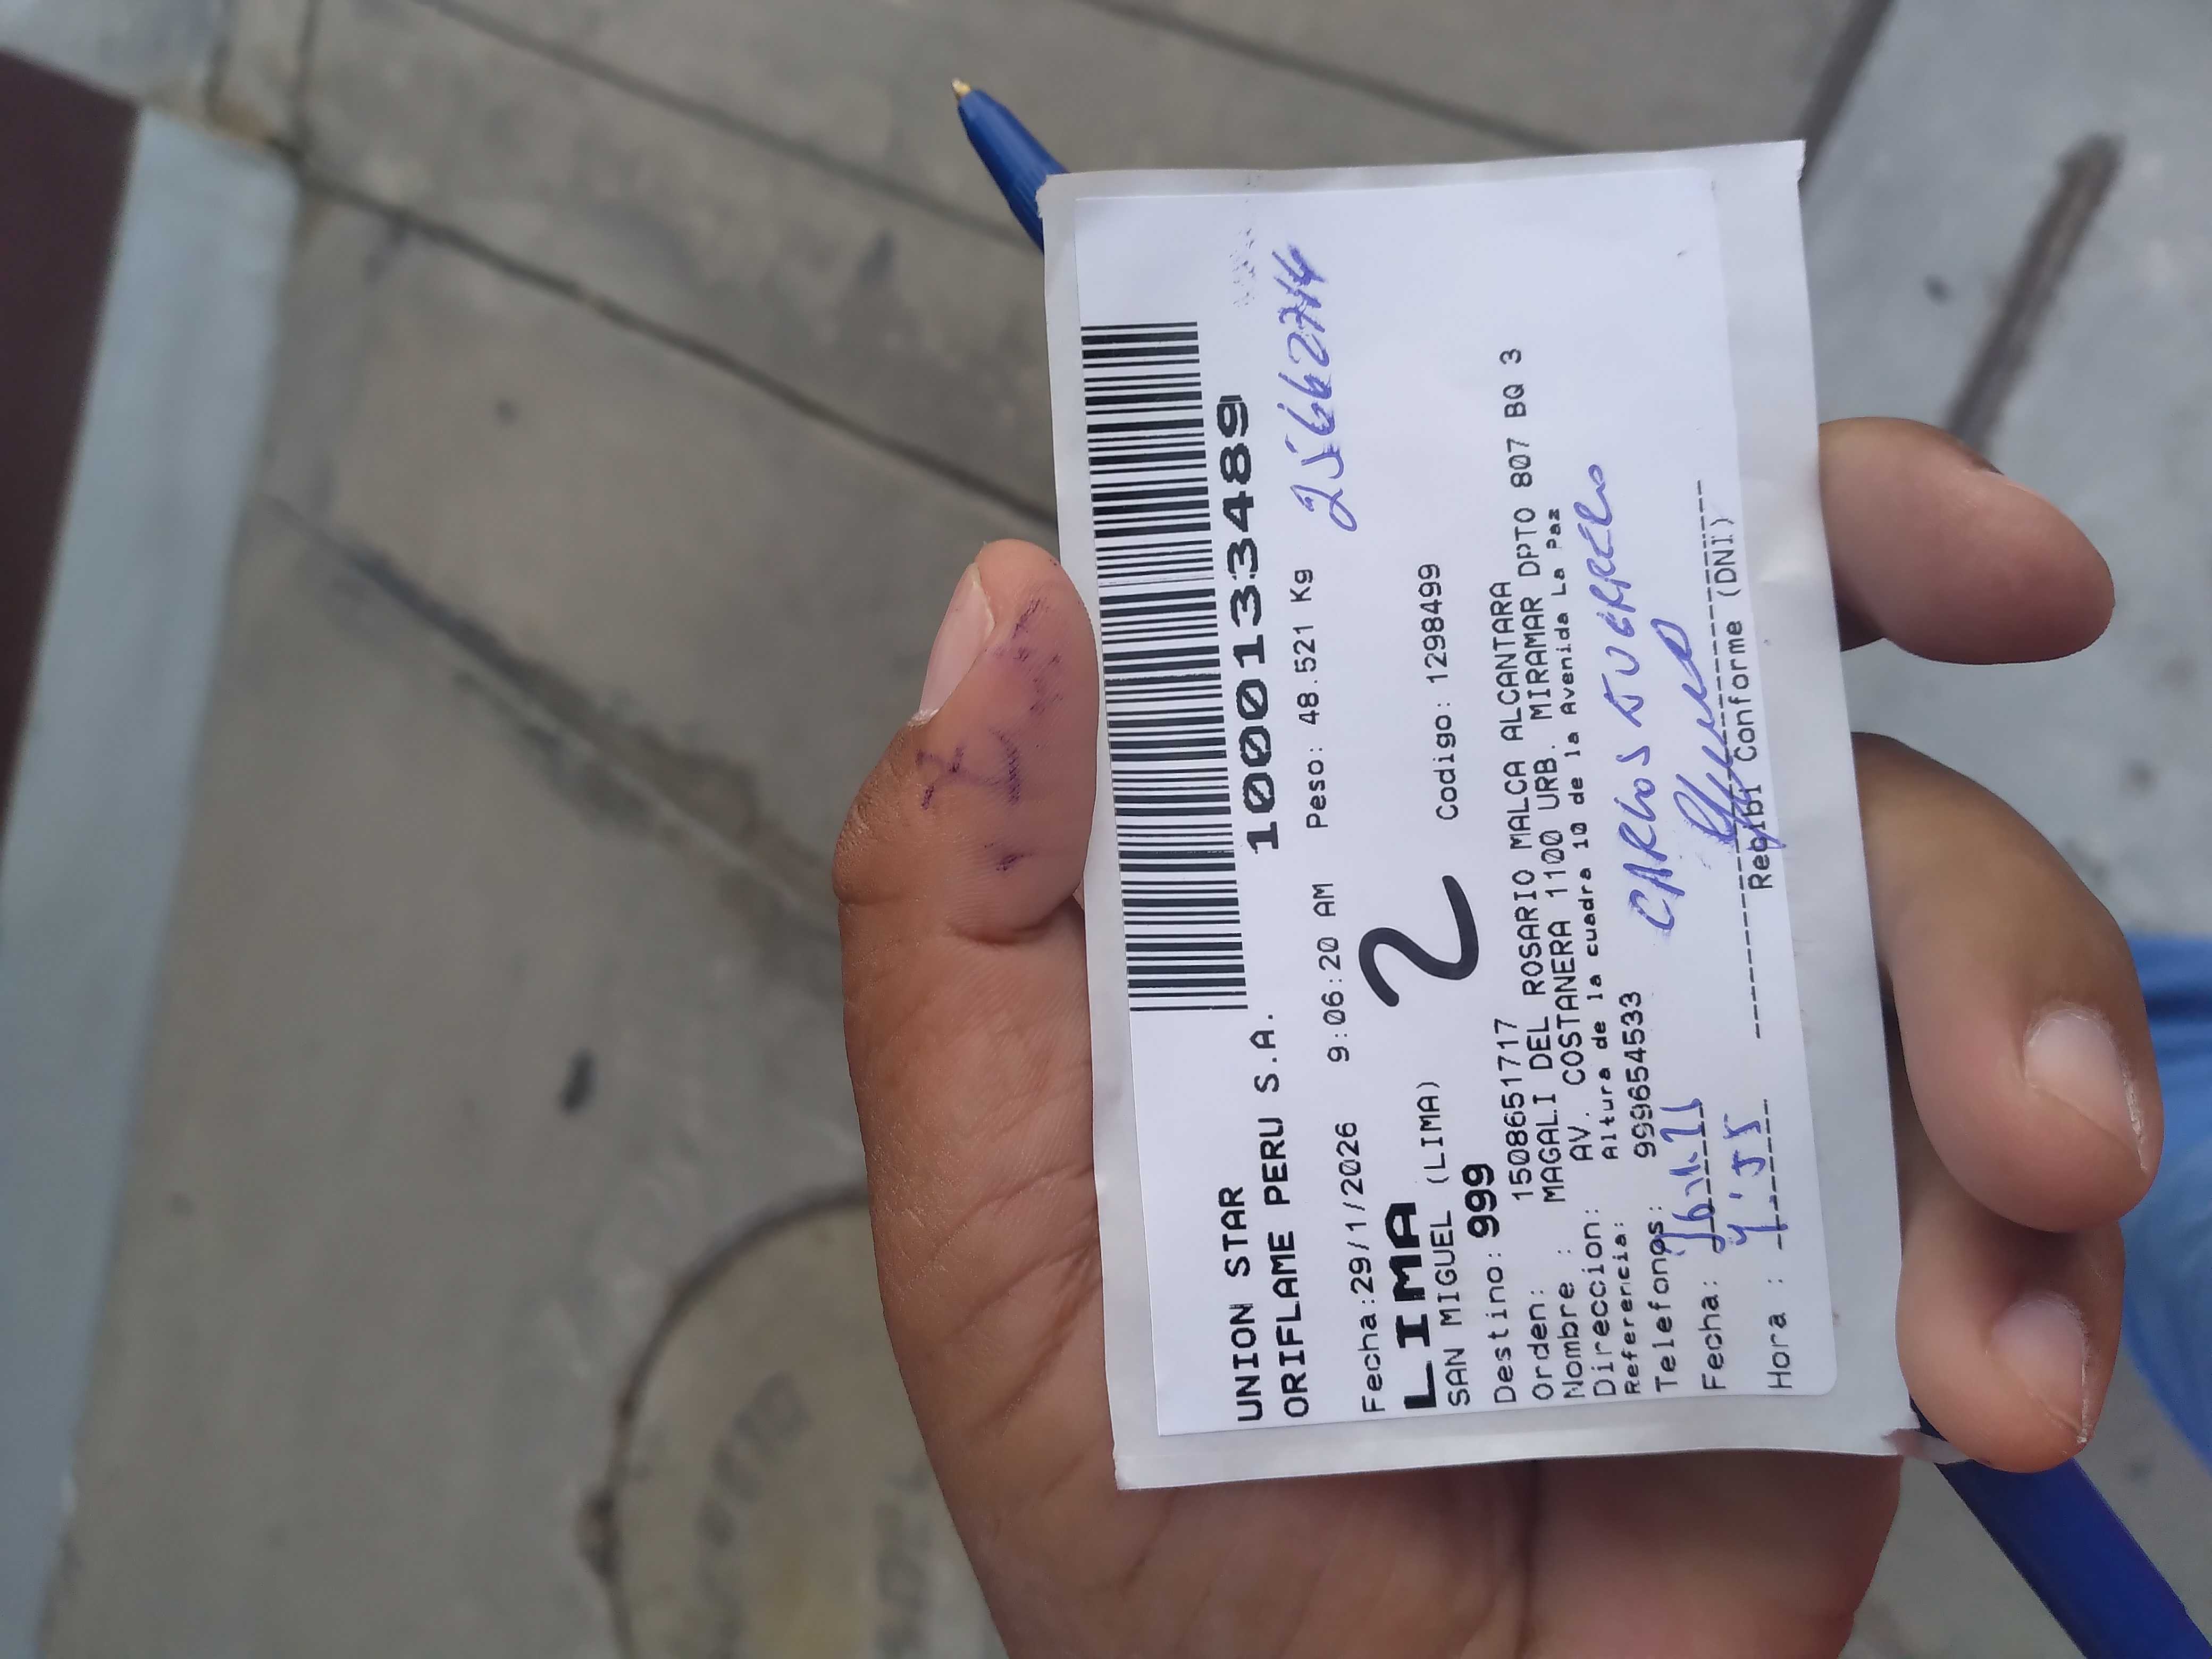 UNION STAR
ORIFLAME PERU S.A.
10001333489
Fecha:29/1/2026 9:06:20 AM Peso: 48.521 Kg
LIMA 2
SAN MIGUEL (LIMA) Codigo: 1298499
Destino: 999
Orden: 1508651717
Nombre : MAGALI DEL ROSARIO MALCA ALCANTARA
Direccion: AV. COSTANERA 1100 URB. MIRAMAR DPTO 807 BQ 3
Referencia: Altura de la cuadra 10 de la Avenida La Paz
Telefonos: 999654533
CARLOS
Fecha:
Hora :
Recibi Conforme (DNI)